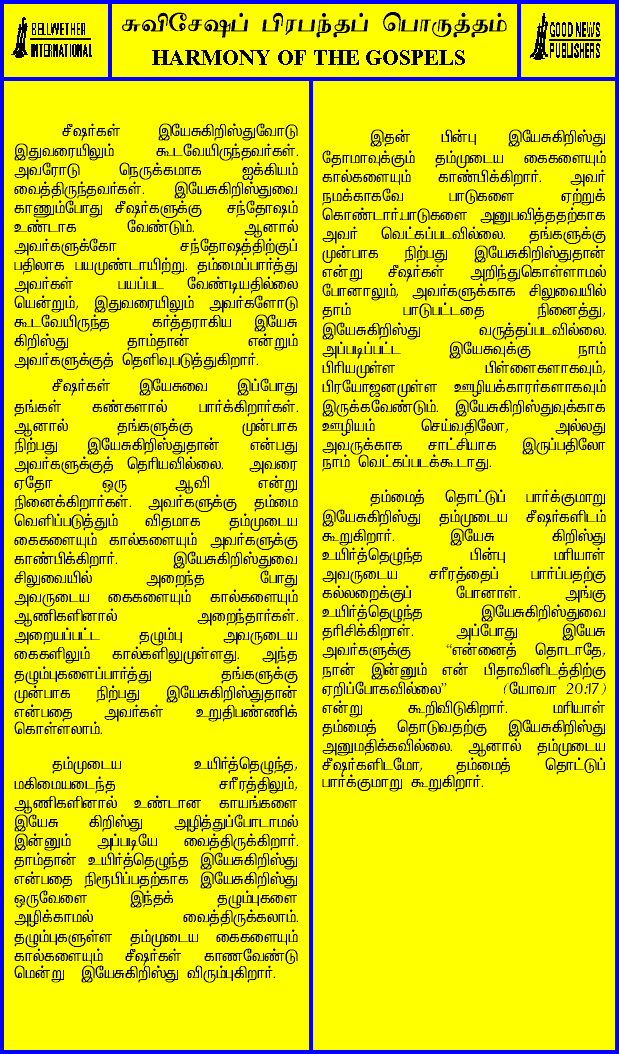 BELLWETHER
INTERNATIONAL
சுவிசேஷப் பிரபந்தப் பொருத்தம்
HARMONY OF THE GOSPELS
GOOD NEWS
PUBLISHERS
சீஷர்கள் இயேசுகிறிஸ்துவோடு
இதுவரையிலும் கூடவேயிருந்தவர்கள்.
அவரோடு நெருக்கமாக ஐக்கியம்
வைத்திருந்தவர்கள். இயேசுகிறிஸ்துவை
காணும்போது சீஷர்களுக்கு சந்தோஷம்
உண்டாக வேண்டும். ஆனால்
அவர்களுக்கோ சந்தோஷத்திற்குப்
பதிலாக பயமுண்டாயிற்று. தம்மைப்பார்த்து
அவர்கள் பயப்பட வேண்டியதில்லை
யென்றும், இதுவரையிலும் அவர்களோடு
கூடவேயிருந்த கர்த்தராகிய இயேசு
கிறிஸ்து தாம்தான் என்றும்
அவர்களுக்குத் தெளிவுபடுத்துகிறார்.
சீஷர்கள் இயேசுவை இப்போது
தங்கள் கண்களால் பார்க்கிறார்கள்.
ஆனால் தங்களுக்கு முன்பாக
நிற்பது இயேசுகிறிஸ்துதான் என்பது
அவர்களுக்குத் தெரியவில்லை. அவரை
ஏதோ ஒரு ஆவி என்று
நினைக்கிறார்கள். அவர்களுக்கு தம்மை
வெளிப்படுத்தும் விதமாக தம்முடைய
கைகளையும் கால்களையும் அவர்களுக்கு
காண்பிக்கிறார். இயேசுகிறிஸ்துவை
சிலுவையில் அறைந்த போது
அவருடைய கைகளையும் கால்களையும்
ஆணிகளினால் அறைந்தார்கள்.
அறையப்பட்ட தழும்பு அவருடைய
கைகளிலும் கால்களிலுமுள்ளது. அந்த
தழும்புகளைப்பார்த்து தங்களுக்கு
முன்பாக நிற்பது இயேசுகிறிஸ்துதான்
என்பதை அவர்கள் உறுதிபண்ணிக்
கொள்ளலாம்.
தம்முடைய உயிர்த்தெழுந்த,
மகிமையடைந்த சரீரத்திலும்,
ஆணிகளினால் உண்டான காயங்களை
இயேசு கிறிஸ்து அழித்துப்போடாமல்
இன்னும் அப்படியே வைத்திருக்கிறார்.
தாம்தான் உயிர்த்தெழுந்த இயேசுகிறிஸ்து
என்பதை நிரூபிப்பதற்காக இயேசுகிறிஸ்து
ஒருவேளை இந்தக் தழும்புகளை
அழிக்காமல் வைத்திருக்கலாம்.
தழும்புகளுள்ள தம்முடைய கைகளையும்
கால்களையும் சீஷர்கள் காணவேண்டு
மென்று இயேசுகிறிஸ்து விரும்புகிறார்.
இதன் பின்பு இயேசுகிறிஸ்து
தோமாவுக்கும் தம்முடைய கைகளையும்
கால்களையும் காண்பிக்கிறார். அவர்
நமக்காகவே பாடுகளை ஏற்றுக்
கொண்டார்.பாடுகளை அனுபவித்ததற்காக
அவர் வெட்கப்படவில்லை. தங்களுக்கு
முன்பாக நிற்பது இயேசுகிறிஸ்துதான்
என்று சீஷர்கள் அறிந்துகொள்ளாமல்
போனாலும், அவர்களுக்காக சிலுவையில்
தாம் பாடுபட்டதை நினைத்து,
இயேசுகிறிஸ்து வருத்தப்படவில்லை.
அப்படிப்பட்ட இயேசுவுக்கு நாம்
பிரியமுள்ள பிள்ளைகளாகவும்,
பிரயோஜனமுள்ள ஊழியக்காரர்களாகவும்
இருக்கவேண்டும். இயேசுகிறிஸ்துவுக்காக
ஊழியம் செய்வதிலோ, அல்லது
அவருக்காக சாட்சியாக இருப்பதிலோ
நாம் வெட்கப்படக்கூடாது.
தம்மைத் தொட்டுப் பார்க்குமாறு
இயேசுகிறிஸ்து தம்முடைய சீஷர்களிடம்
கூறுகிறார். இயேசு கிறிஸ்து
உயிர்த்தெழுந்த பின்பு மரியாள்
அவருடைய சரீரத்தைப் பார்ப்பதற்கு
கல்லறைக்குப் போனாள். அங்கு
உயிர்த்தெழுந்த இயேசுகிறிஸ்துவை
தரிசிக்கிறாள். அப்போது இயேசு
அவர்களுக்கு “என்னைத் தொடாதே,
நான் இன்னும் என் பிதாவினிடத்திற்கு
ஏறிப்போகவில்லை” (யோவா 20:17)
என்று கூறிவிடுகிறார். மரியாள்
தம்மைத் தொடுவதற்கு இயேசுகிறிஸ்து
அனுமதிக்கவில்லை. ஆனால் தம்முடைய
சீஷர்களிடமோ, தம்மைத் தொட்டுப்
பார்க்குமாறு கூறுகிறார்.